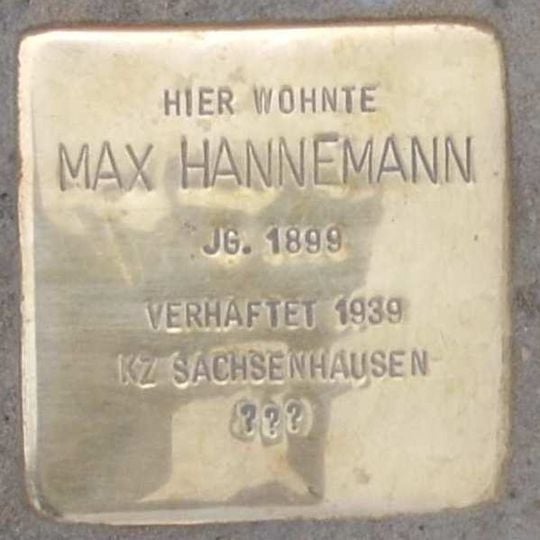 HIER WOHNTE
MAX HANNEMANN
JG. 1899
VERHAFTET 1939
KZ SACHSENHAUSEN
???